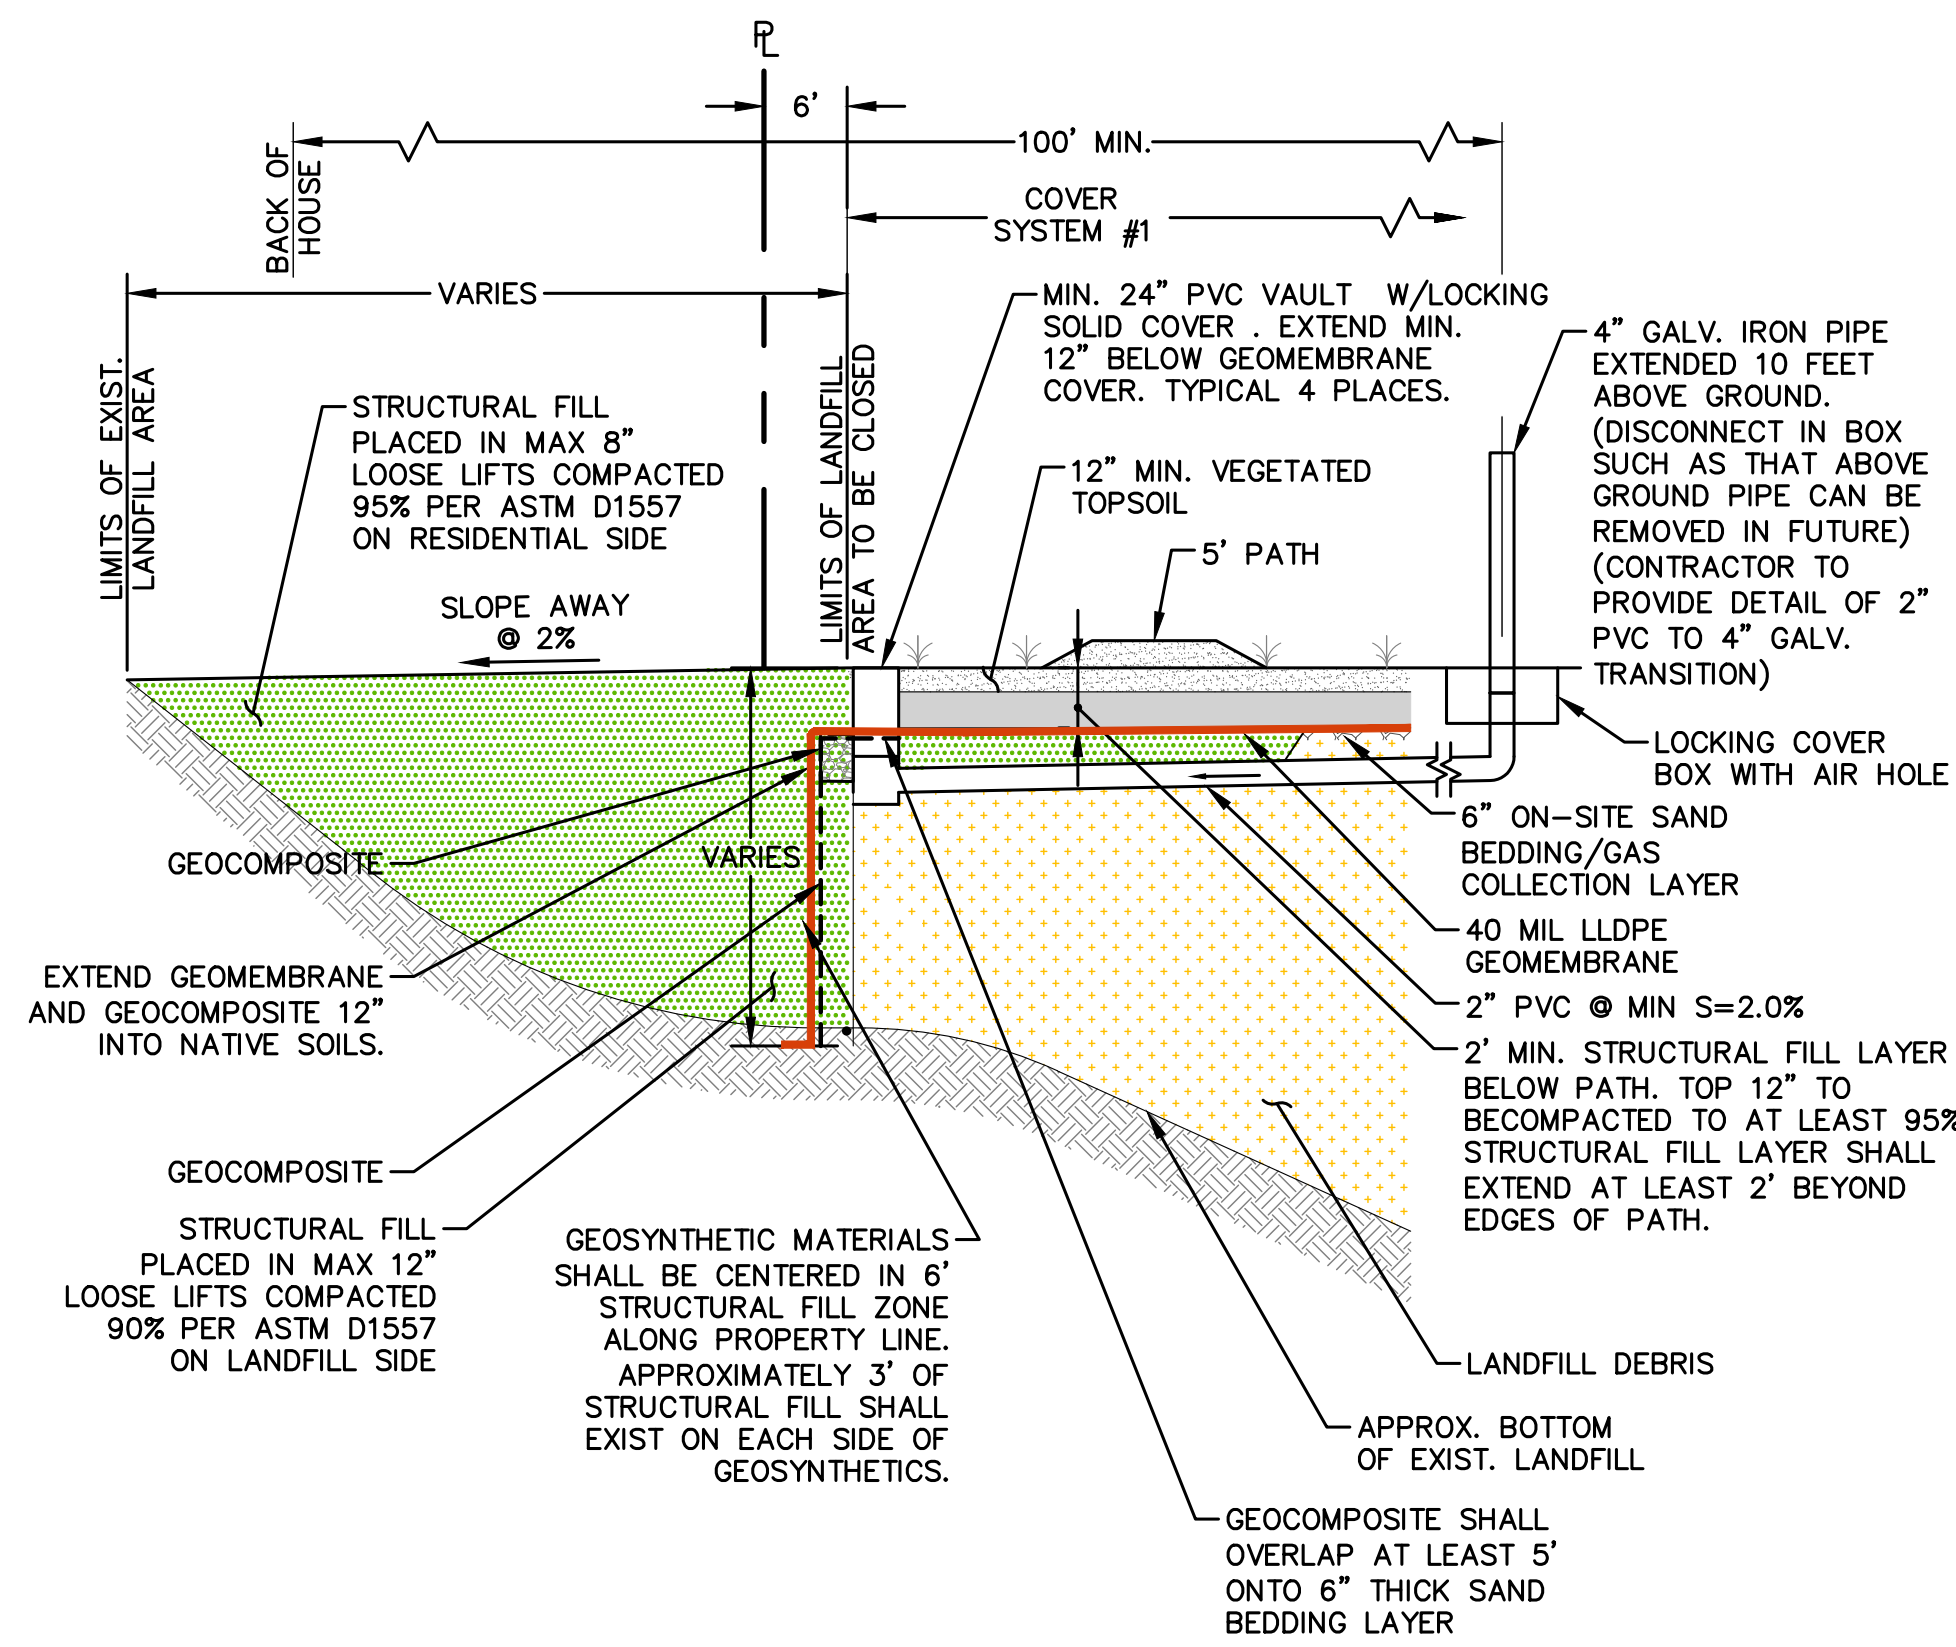 PL
6'
100' MIN.
BACK OF
HOUSE
COVER
SYSTEM #1
VARIES
LIMITS OF EXIST.
LANDFILL AREA
LIMITS OF LANDFILL
AREA TO BE CLOSED
MIN. 24" PVC VAULT W/LOCKING
SOLID COVER . EXTEND MIN.
12" BELOW GEOMEMBRANE
COVER. TYPICAL 4 PLACES.
4" GALV. IRON PIPE
EXTENDED 10 FEET
ABOVE GROUND.
(DISCONNECT IN BOX
SUCH AS THAT ABOVE
GROUND PIPE CAN BE
REMOVED IN FUTURE)
(CONTRACTOR TO
PROVIDE DETAIL OF 2"
PVC TO 4" GALV.
TRANSITION)
STRUCTURAL FILL
PLACED IN MAX 8"
LOOSE LIFTS COMPACTED
95% PER ASTM D1557
ON RESIDENTIAL SIDE
12" MIN. VEGETATED
TOPSOIL
5' PATH
SLOPE AWAY
@ 2%
LOCKING COVER
BOX WITH AIR HOLE
6" ON-SITE SAND
BEDDING/GAS
COLLECTION LAYER
VARIES
GEOCOMPOSITE
40 MIL LLDPE
GEOMEMBRANE
EXTEND GEOMEMBRANE
AND GEOCOMPOSITE 12"
INTO NATIVE SOILS.
2" PVC @ MIN S=2.0%
2' MIN. STRUCTURAL FILL LAYER
BELOW PATH. TOP 12" TO
BECOMPACTED TO AT LEAST 95%
STRUCTURAL FILL LAYER SHALL
EXTEND AT LEAST 2' BEYOND
EDGES OF PATH.
GEOCOMPOSITE
STRUCTURAL FILL
PLACED IN MAX 12"
LOOSE LIFTS COMPACTED
90% PER ASTM D1557
ON LANDFILL SIDE
GEOSYNTHETIC MATERIALS
SHALL BE CENTERED IN 6'
STRUCTURAL FILL ZONE
ALONG PROPERTY LINE.
APPROXIMATELY 3' OF
STRUCTURAL FILL SHALL
EXIST ON EACH SIDE OF
GEOSYNTHETICS.
LANDFILL DEBRIS
APPROX. BOTTOM
OF EXIST. LANDFILL
GEOCOMPOSITE SHALL
OVERLAP AT LEAST 5'
ONTO 6" THICK SAND
BEDDING LAYER